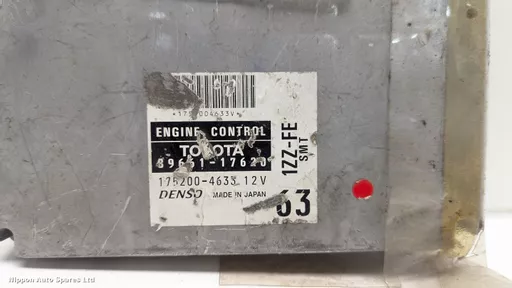 *1752004633V*
ENGINE CONTROL
TOYOTA
89661-17620
175200-4633 12V
DENSO MADE IN JAPAN
63
1ZZ-FE
SMT
Nippon Auto Spares Ltd